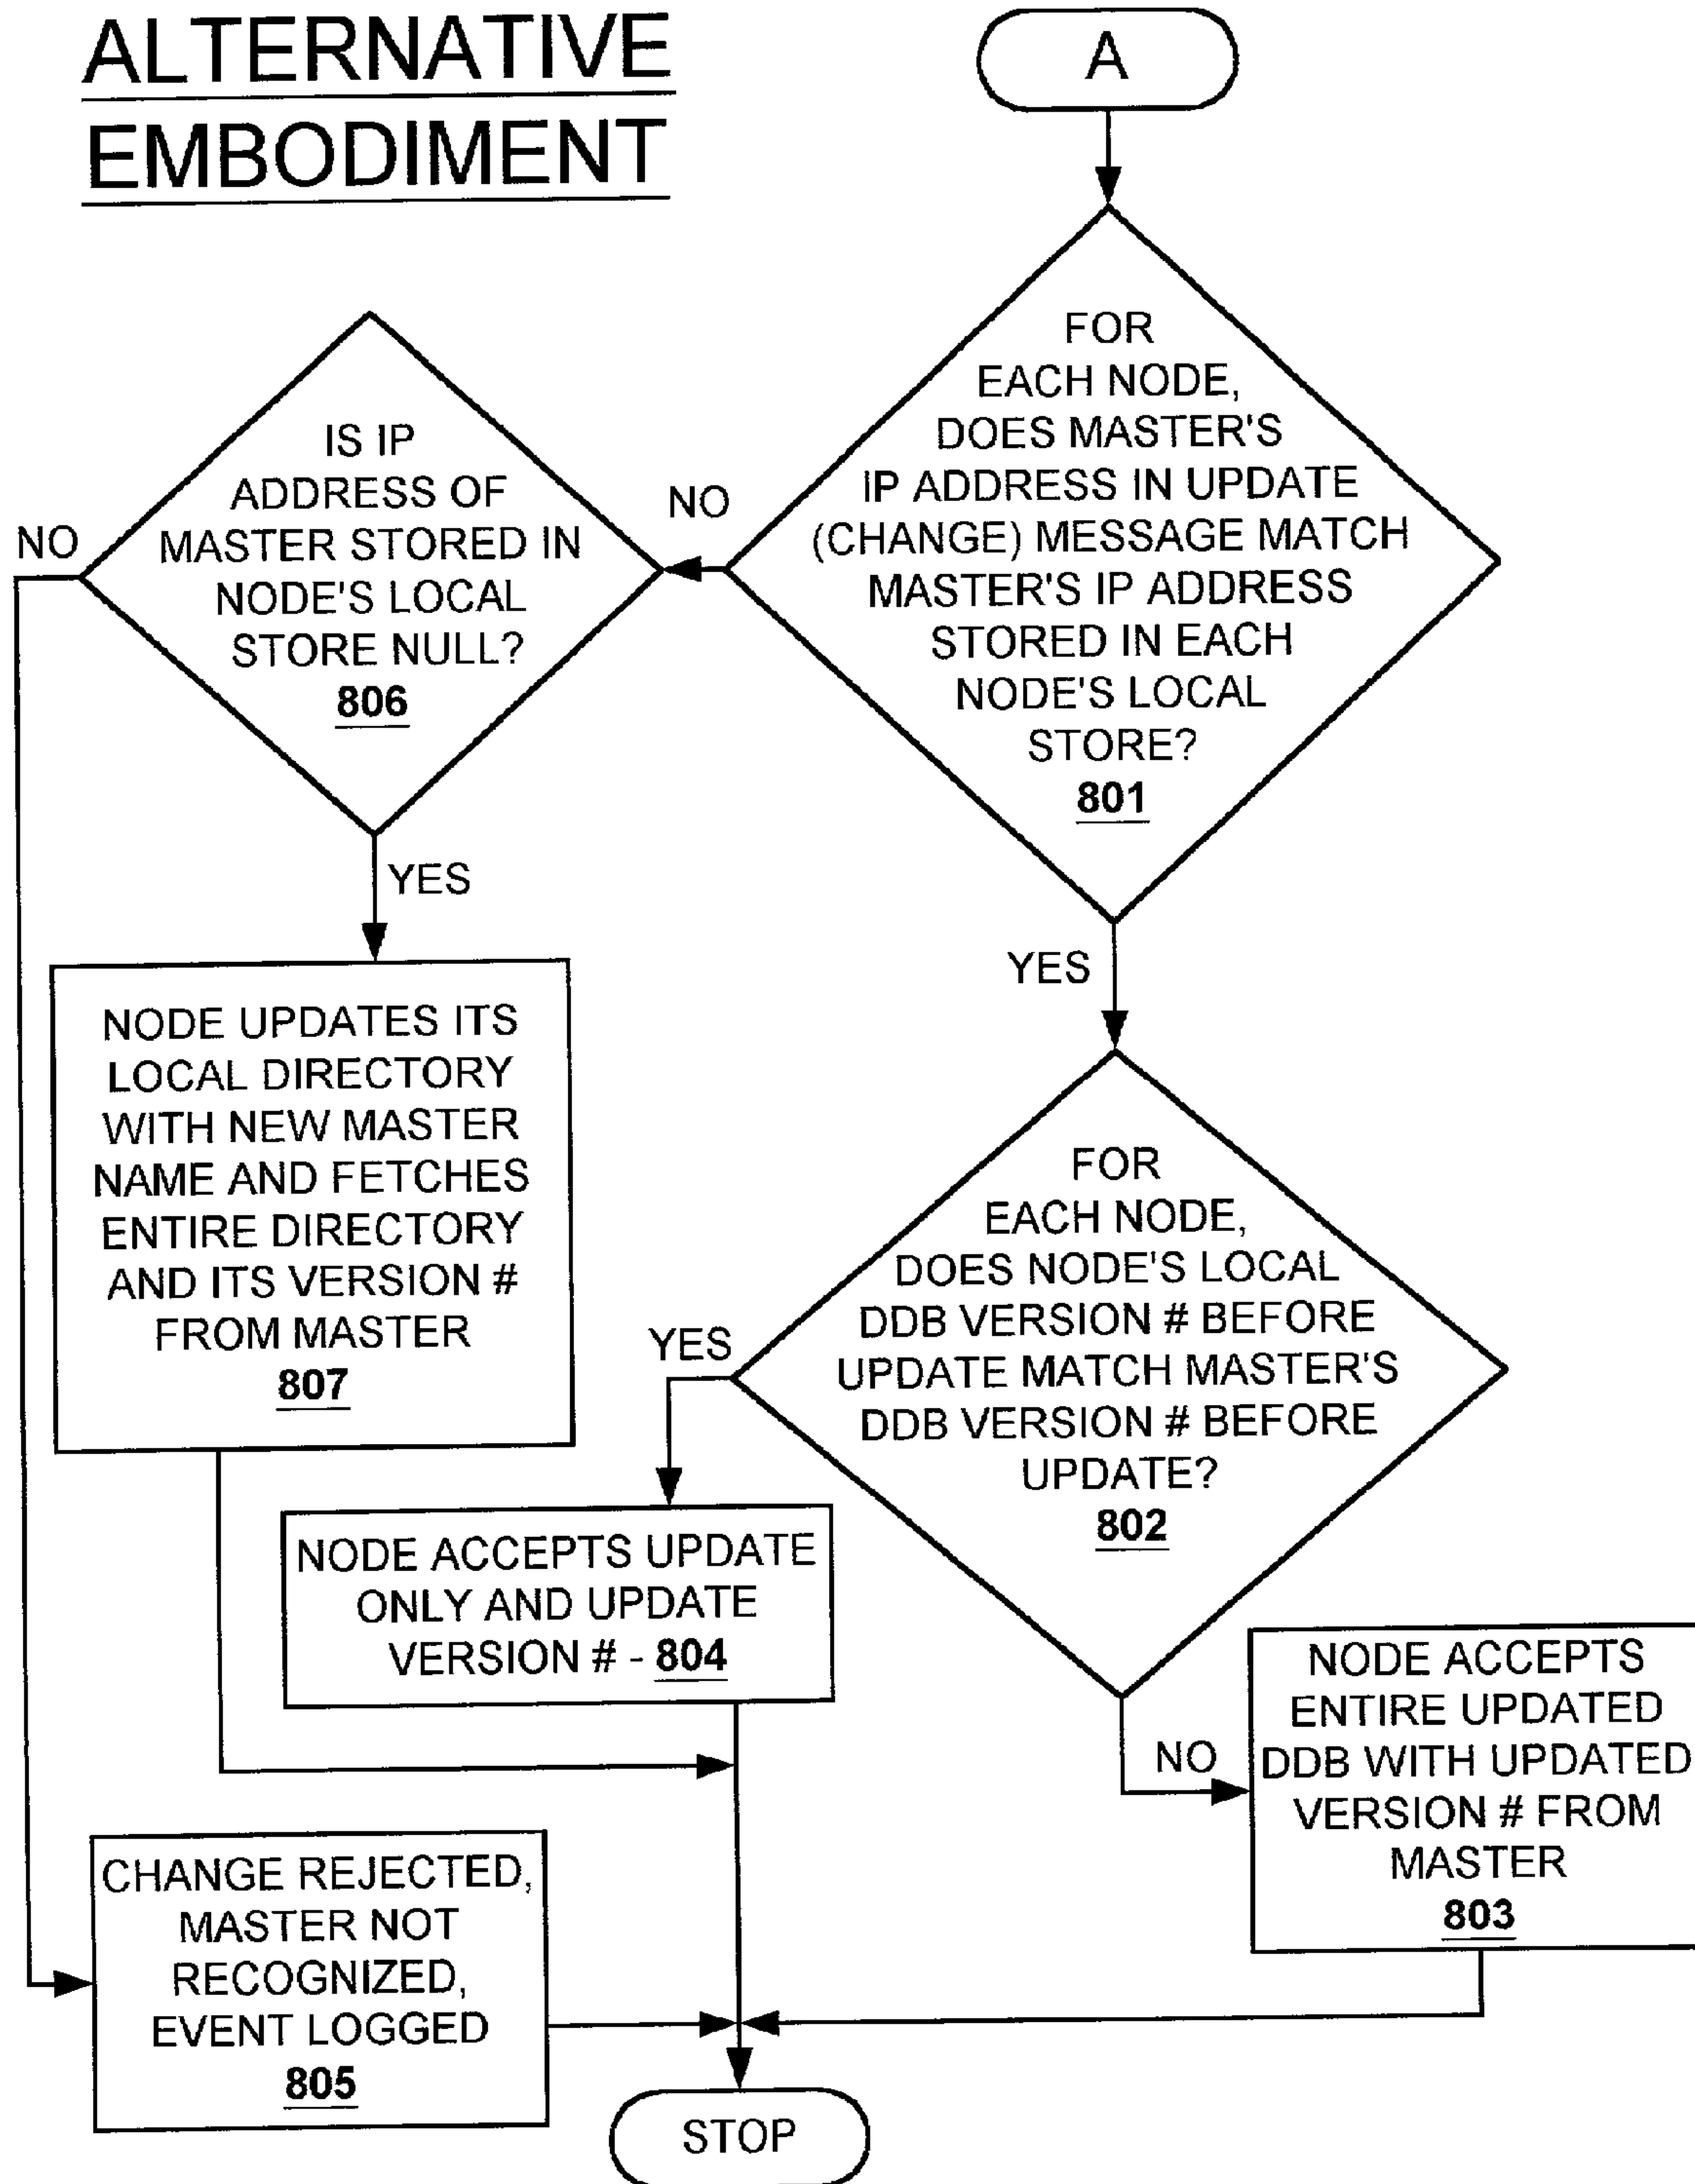 ALTERNATIVE
EMBODIMENT
A
FOR
EACH NODE,
DOES MASTER'S
IP ADDRESS IN UPDATE
(CHANGE) MESSAGE MATCH
MASTER'S IP ADDRESS
STORED IN EACH
NODE'S LOCAL
STORE?
801
NO
YES
IS IP
ADDRESS OF
MASTER STORED IN
NODE'S LOCAL
STORE NULL?
806
NO
YES
NODE UPDATES ITS
LOCAL DIRECTORY
WITH NEW MASTER
NAME AND FETCHES
ENTIRE DIRECTORY
AND ITS VERSION #
FROM MASTER
807
FOR
EACH NODE,
DOES NODE'S LOCAL
DDB VERSION # BEFORE
UPDATE MATCH MASTER'S
DDB VERSION # BEFORE
UPDATE?
802
YES
NO
NODE ACCEPTS UPDATE
ONLY AND UPDATE
VERSION # - 804
NODE ACCEPTS
ENTIRE UPDATED
DDB WITH UPDATED
VERSION # FROM
MASTER
803
CHANGE REJECTED,
MASTER NOT
RECOGNIZED,
EVENT LOGGED
805
STOP